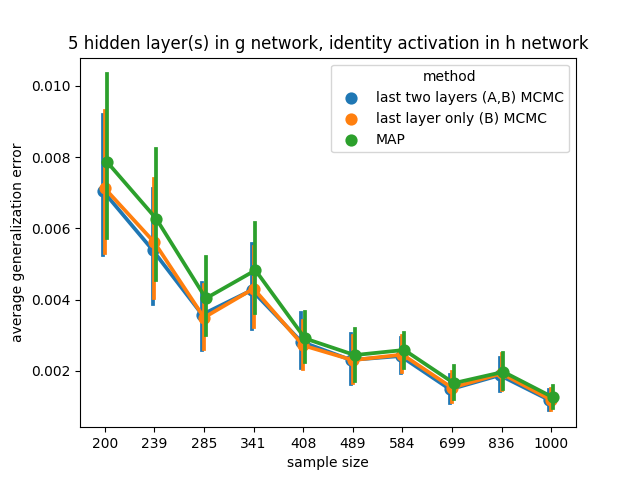 5 hidden layer(s) in g network, identity activation in h network
method
last two layers (A,B) MCMC
last layer only (B) MCMC
MAP
average generalization error
0.010
0.008
0.006
0.004
0.002
200 239 285 341 408 489 584 699 836 1000
sample size